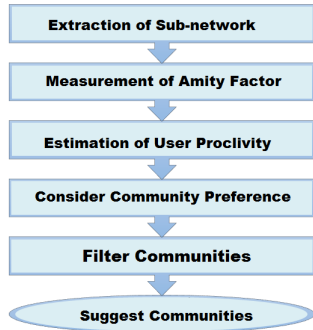 Extraction of Sub-network
Measurement of Amity Factor
Estimation of User Proclivity
Consider Community Preference
Filter Communities
Suggest Communities